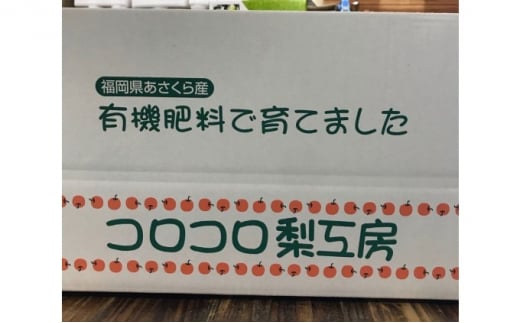 福岡県あさくら産
有機肥料で育てました
コロコロ梨工房